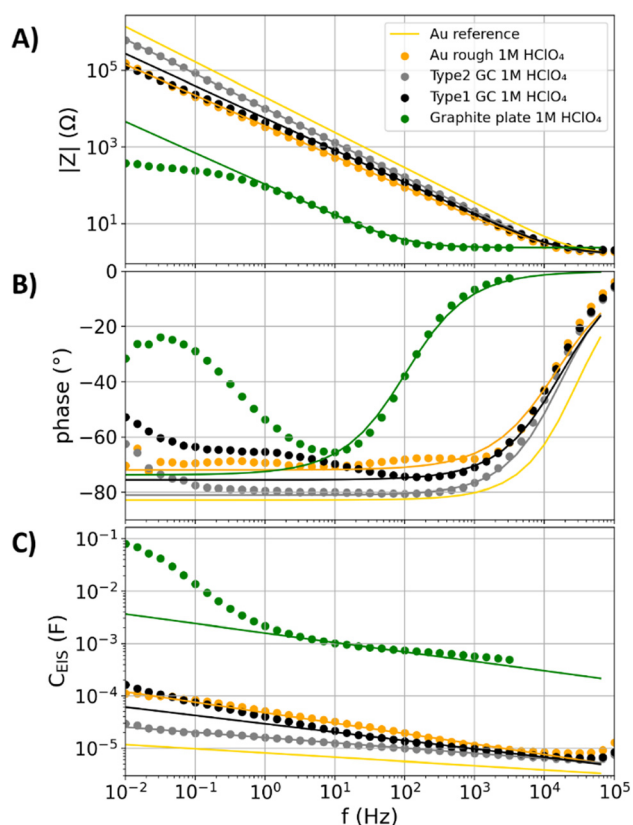 A)
|Z| (Ω)
10⁵
10³
10¹
Au reference
Au rough 1M HClO₄
Type2 GC 1M HClO₄
Type1 GC 1M HClO₄
Graphite plate 1M HClO₄
B)
phase (°)
0
−20
−40
−60
−80
C)
C_EIS (F)
10⁻¹
10⁻²
10⁻³
10⁻⁴
10⁻⁵
10⁻² 10⁻¹ 10⁰ 10¹ 10² 10³ 10⁴ 10⁵
f (Hz)